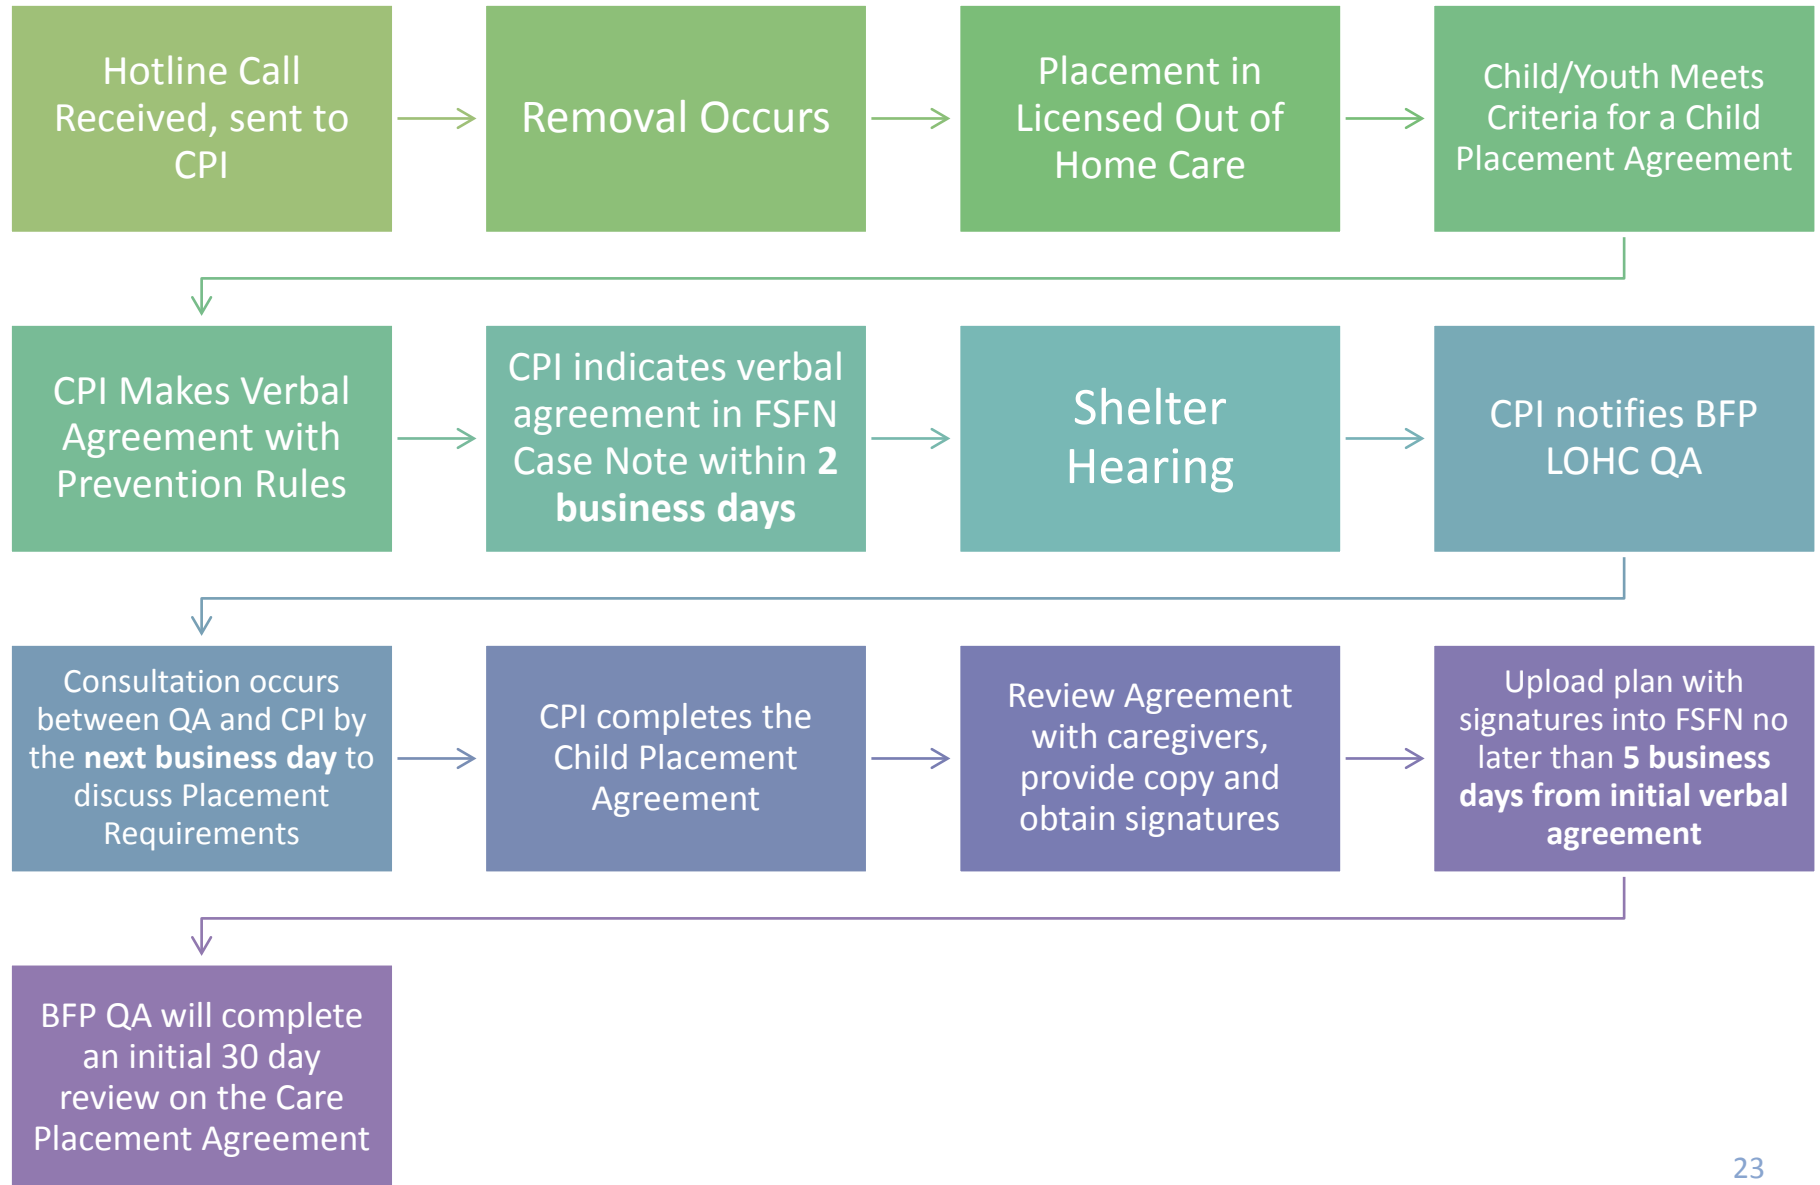 Hotline Call
Received, sent to
CPI
Removal Occurs
Placement in
Licensed Out of
Home Care
Child/Youth Meets
Criteria for a Child
Placement Agreement
CPI Makes Verbal
Agreement with
Prevention Rules
CPI indicates verbal
agreement in FSFN
Case Note within 2
business days
Shelter
Hearing
CPI notifies BFP
LOHC QA
Consultation occurs
between QA and CPI by
the next business day to
discuss Placement
Requirements
CPI completes the
Child Placement
Agreement
Review Agreement
with caregivers,
provide copy and
obtain signatures
Upload plan with
signatures into FSFN no
later than 5 business
days from initial verbal
agreement
BFP QA will complete
an initial 30 day
review on the Care
Placement Agreement
23